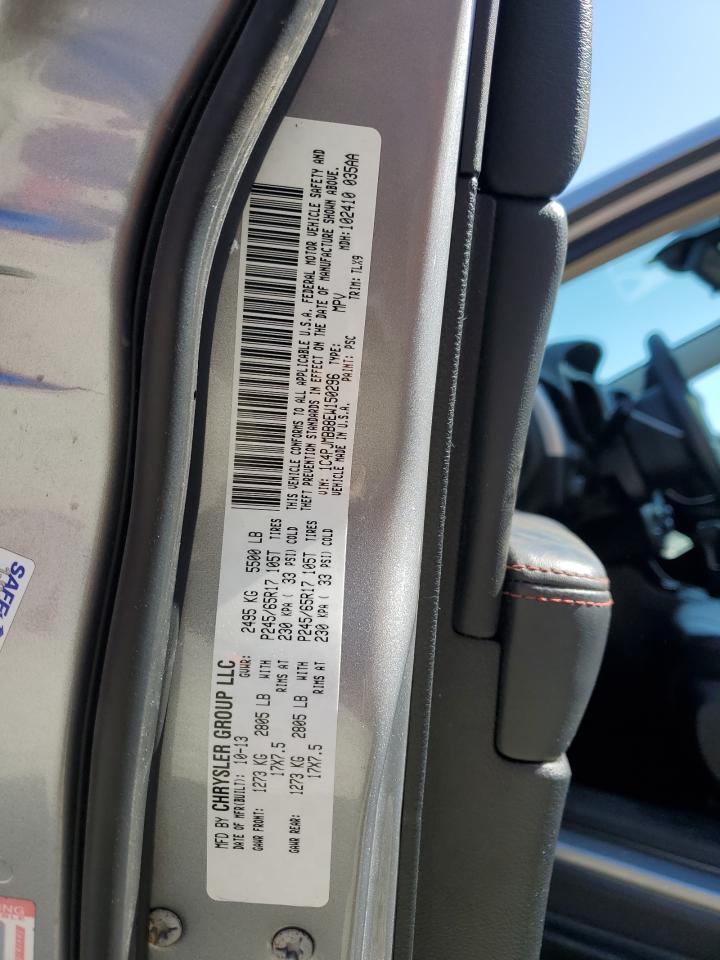 MFD BY CHRYSLER GROUP LLC
DATE OF MFR(BUILT): 10-13 GVWR: 2495 KG 5500 LB
GAWR FRONT: 1273 KG 2805 LB WITH P245/65R17 105T TIRES
17X7.5 RIMS AT 230 KPA ( 33 PSI) COLD
GAWR REAR: 1273 KG 2805 LB WITH P245/65R17 105T TIRES
17X7.5 RIMS AT 230 KPA ( 33 PSI) COLD
THIS VEHICLE CONFORMS TO ALL APPLICABLE U.S.A. FEDERAL MOTOR VEHICLE SAFETY AND
THEFT PREVENTION STANDARDS IN EFFECT ON THE DATE OF MANUFACTURE SHOWN ABOVE.
VIN: 1C4PJMBB8EW150296 TYPE: MPV MDH:102410 035AA
VEHICLE MADE IN U.S.A. PAINT: PSC TRIM: TLX9
SAFE